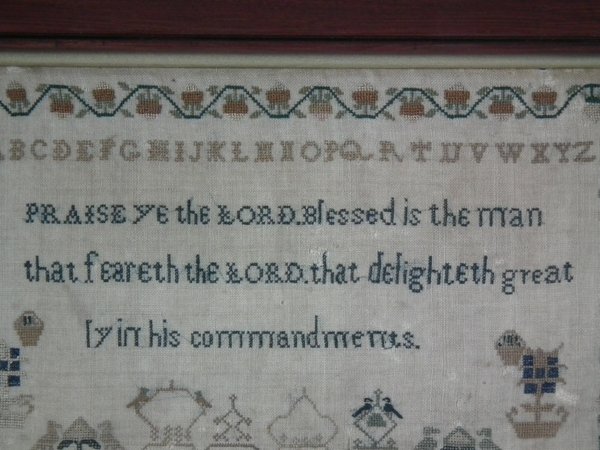 ABCDEFGHIJKLMNOPQRTUVWXYZ
PRAISE YE the LORD.Blessed is the man
that feareth the LORD.that delighteth great
ly in his commandments.